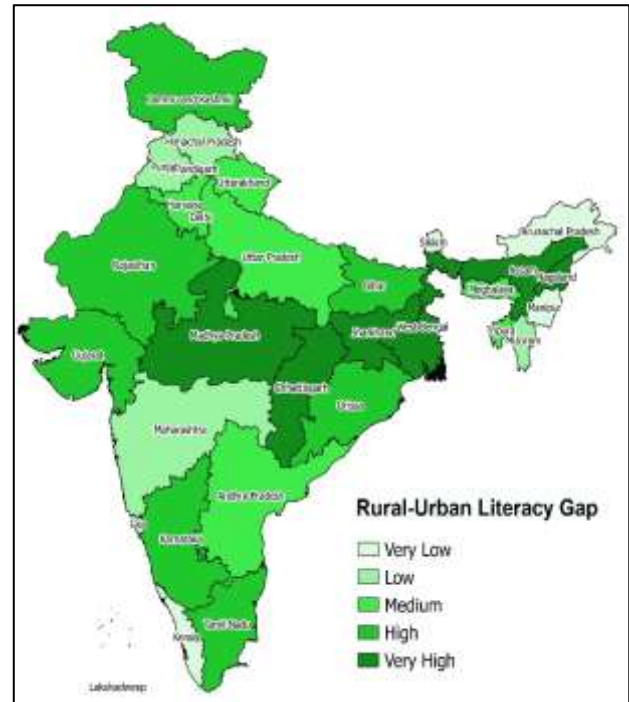 Jammu and Kashmir
Himachal Pradesh
Punjab
Chandigarh
Uttarakhand
Haryana
Delhi
Rajasthan
Uttar Pradesh
Sikkim
Arunachal Pradesh
Bihar
Assam
Nagaland
Meghalaya
Manipur
Tripura
Mizoram
Gujarat
Madhya Pradesh
Jharkhand
West Bengal
Chhattisgarh
Orissa
Maharashtra
Andhra Pradesh
Goa
Karnataka
Tamil Nadu
Kerala
Lakshadweep
Rural-Urban Literacy Gap
Very Low
Low
Medium
High
Very High